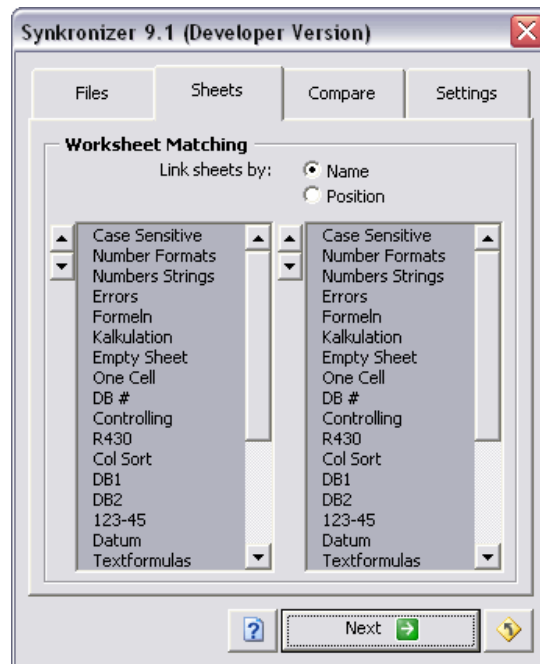 Synkronizer 9.1 (Developer Version)
Files
Sheets
Compare
Settings
Worksheet Matching
Link sheets by:
Name
Position
Case Sensitive
Number Formats
Numbers Strings
Errors
Formeln
Kalkulation
Empty Sheet
One Cell
DB #
Controlling
R430
Col Sort
DB1
DB2
123-45
Datum
Textformulas
Case Sensitive
Number Formats
Numbers Strings
Errors
Formeln
Kalkulation
Empty Sheet
One Cell
DB #
Controlling
R430
Col Sort
DB1
DB2
123-45
Datum
Textformulas
Next